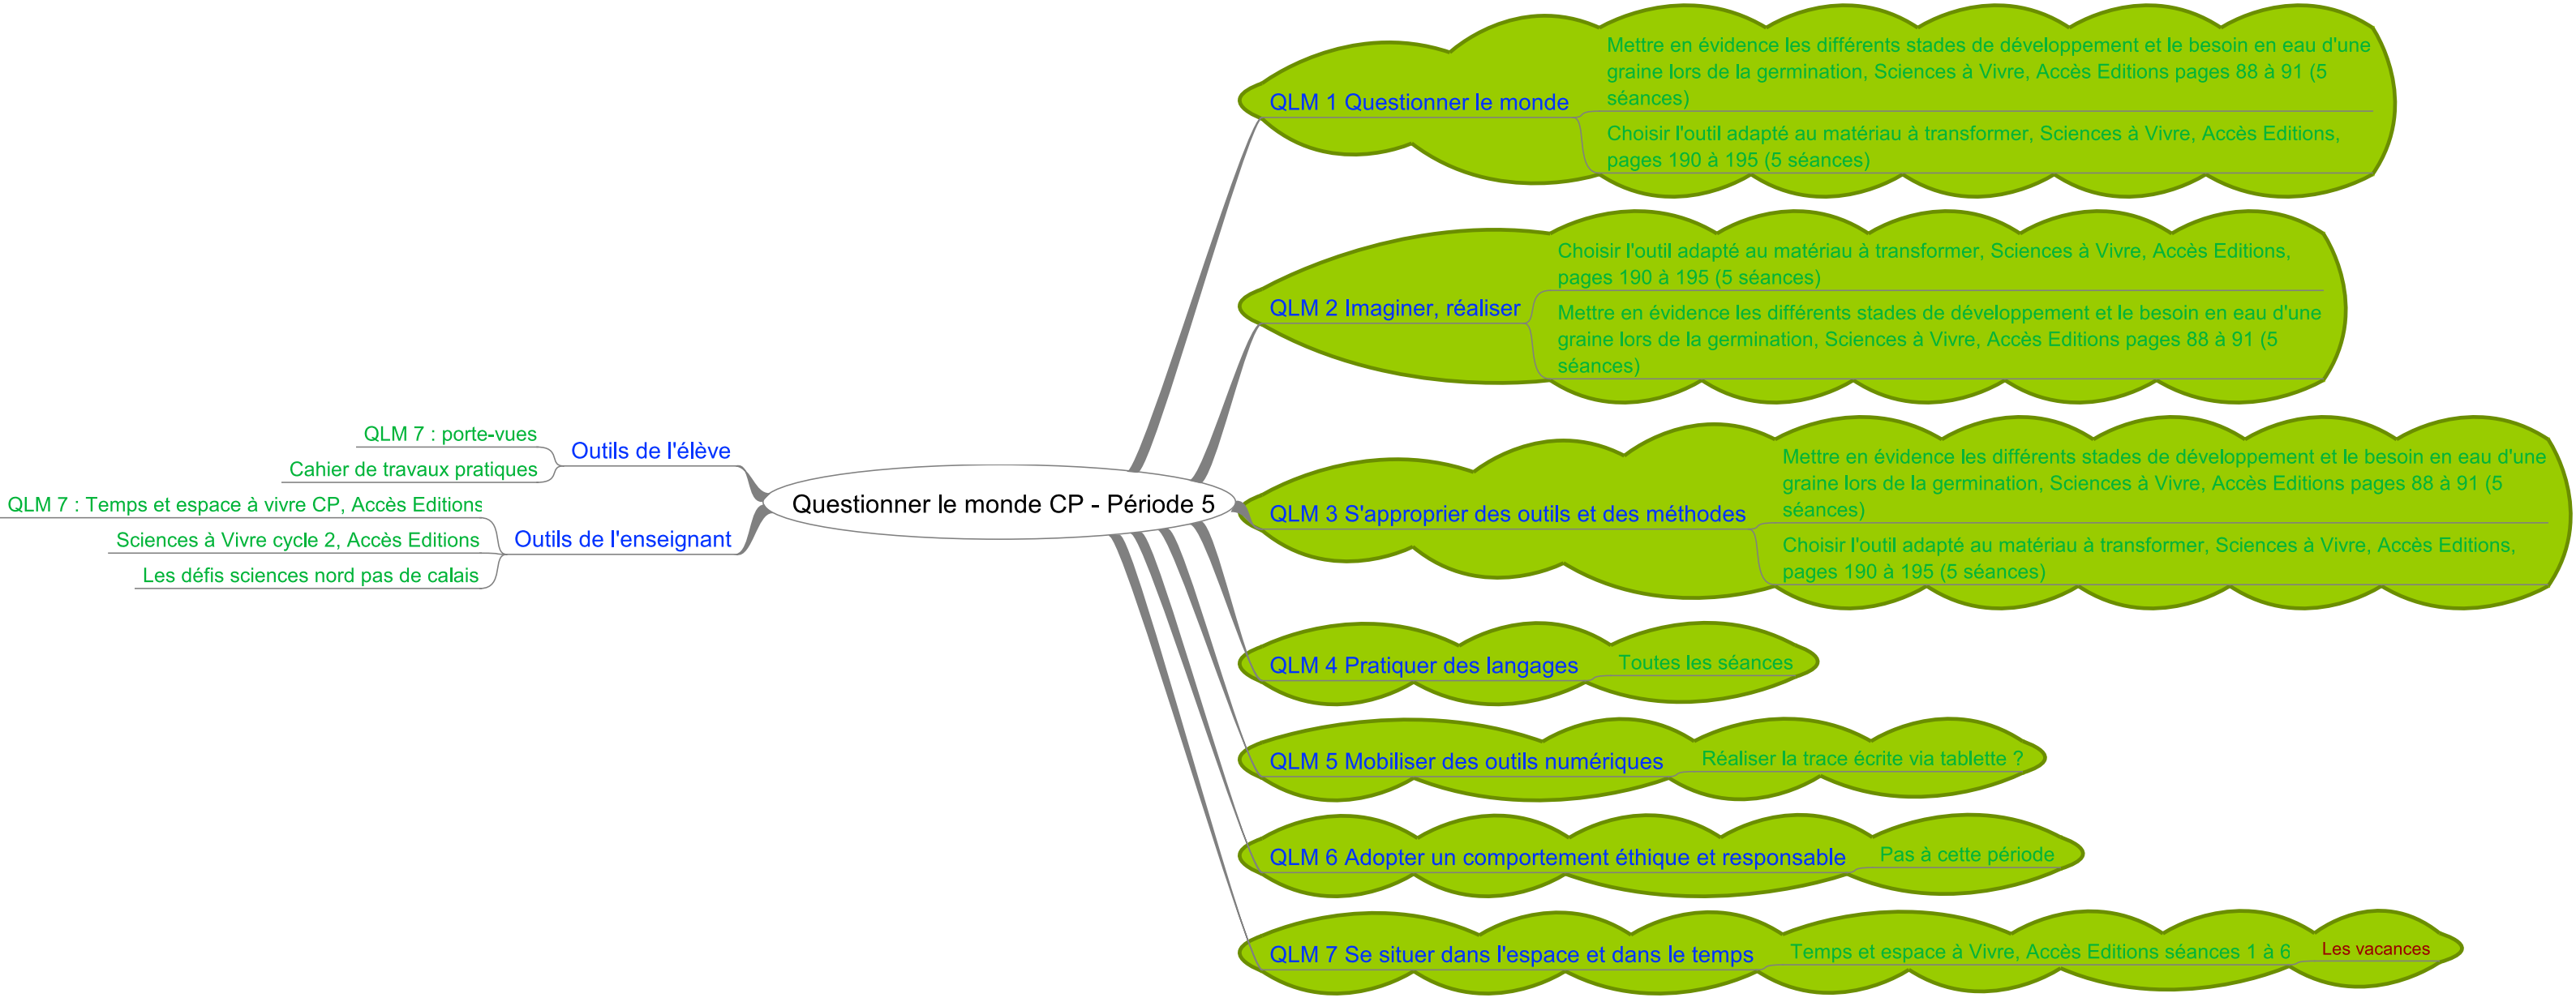 Questionner le monde CP - Période 5
QLM 1 Questionner le monde
Mettre en évidence les différents stades de développement et le besoin en eau d'une
graine lors de la germination, Sciences à Vivre, Accès Editions pages 88 à 91 (5
séances)
Choisir l'outil adapté au matériau à transformer, Sciences à Vivre, Accès Editions,
pages 190 à 195 (5 séances)
QLM 2 Imaginer, réaliser
Choisir l'outil adapté au matériau à transformer, Sciences à Vivre, Accès Editions,
pages 190 à 195 (5 séances)
Mettre en évidence les différents stades de développement et le besoin en eau d'une
graine lors de la germination, Sciences à Vivre, Accès Editions pages 88 à 91 (5
séances)
QLM 3 S'approprier des outils et des méthodes
Mettre en évidence les différents stades de développement et le besoin en eau d'une
graine lors de la germination, Sciences à Vivre, Accès Editions pages 88 à 91 (5
séances)
Choisir l'outil adapté au matériau à transformer, Sciences à Vivre, Accès Editions,
pages 190 à 195 (5 séances)
QLM 4 Pratiquer des langages
Toutes les séances
QLM 5 Mobiliser des outils numériques
Réaliser la trace écrite via tablette ?
QLM 6 Adopter un comportement éthique et responsable
Pas à cette période
QLM 7 Se situer dans l'espace et dans le temps
Temps et espace à Vivre, Accès Editions séances 1 à 6
Les vacances
Outils de l'élève
QLM 7 : porte-vues
Cahier de travaux pratiques
Outils de l'enseignant
QLM 7 : Temps et espace à vivre CP, Accès Editions
Sciences à Vivre cycle 2, Accès Editions
Les défis sciences nord pas de calais